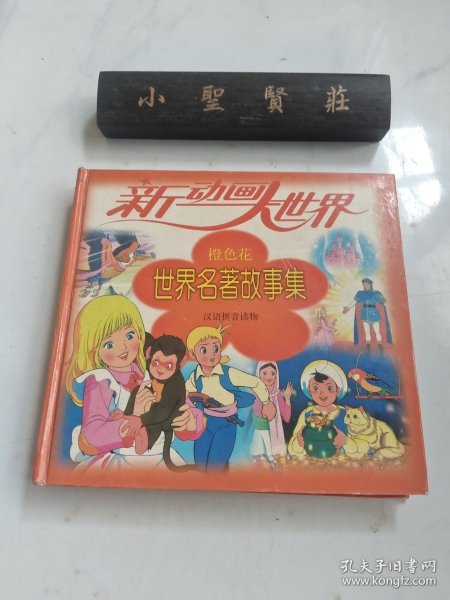 小聖賢莊
新动画大世界
橙色花
世界名著故事集
汉语拼音读物
孔夫子旧书网
www.kongfz.com